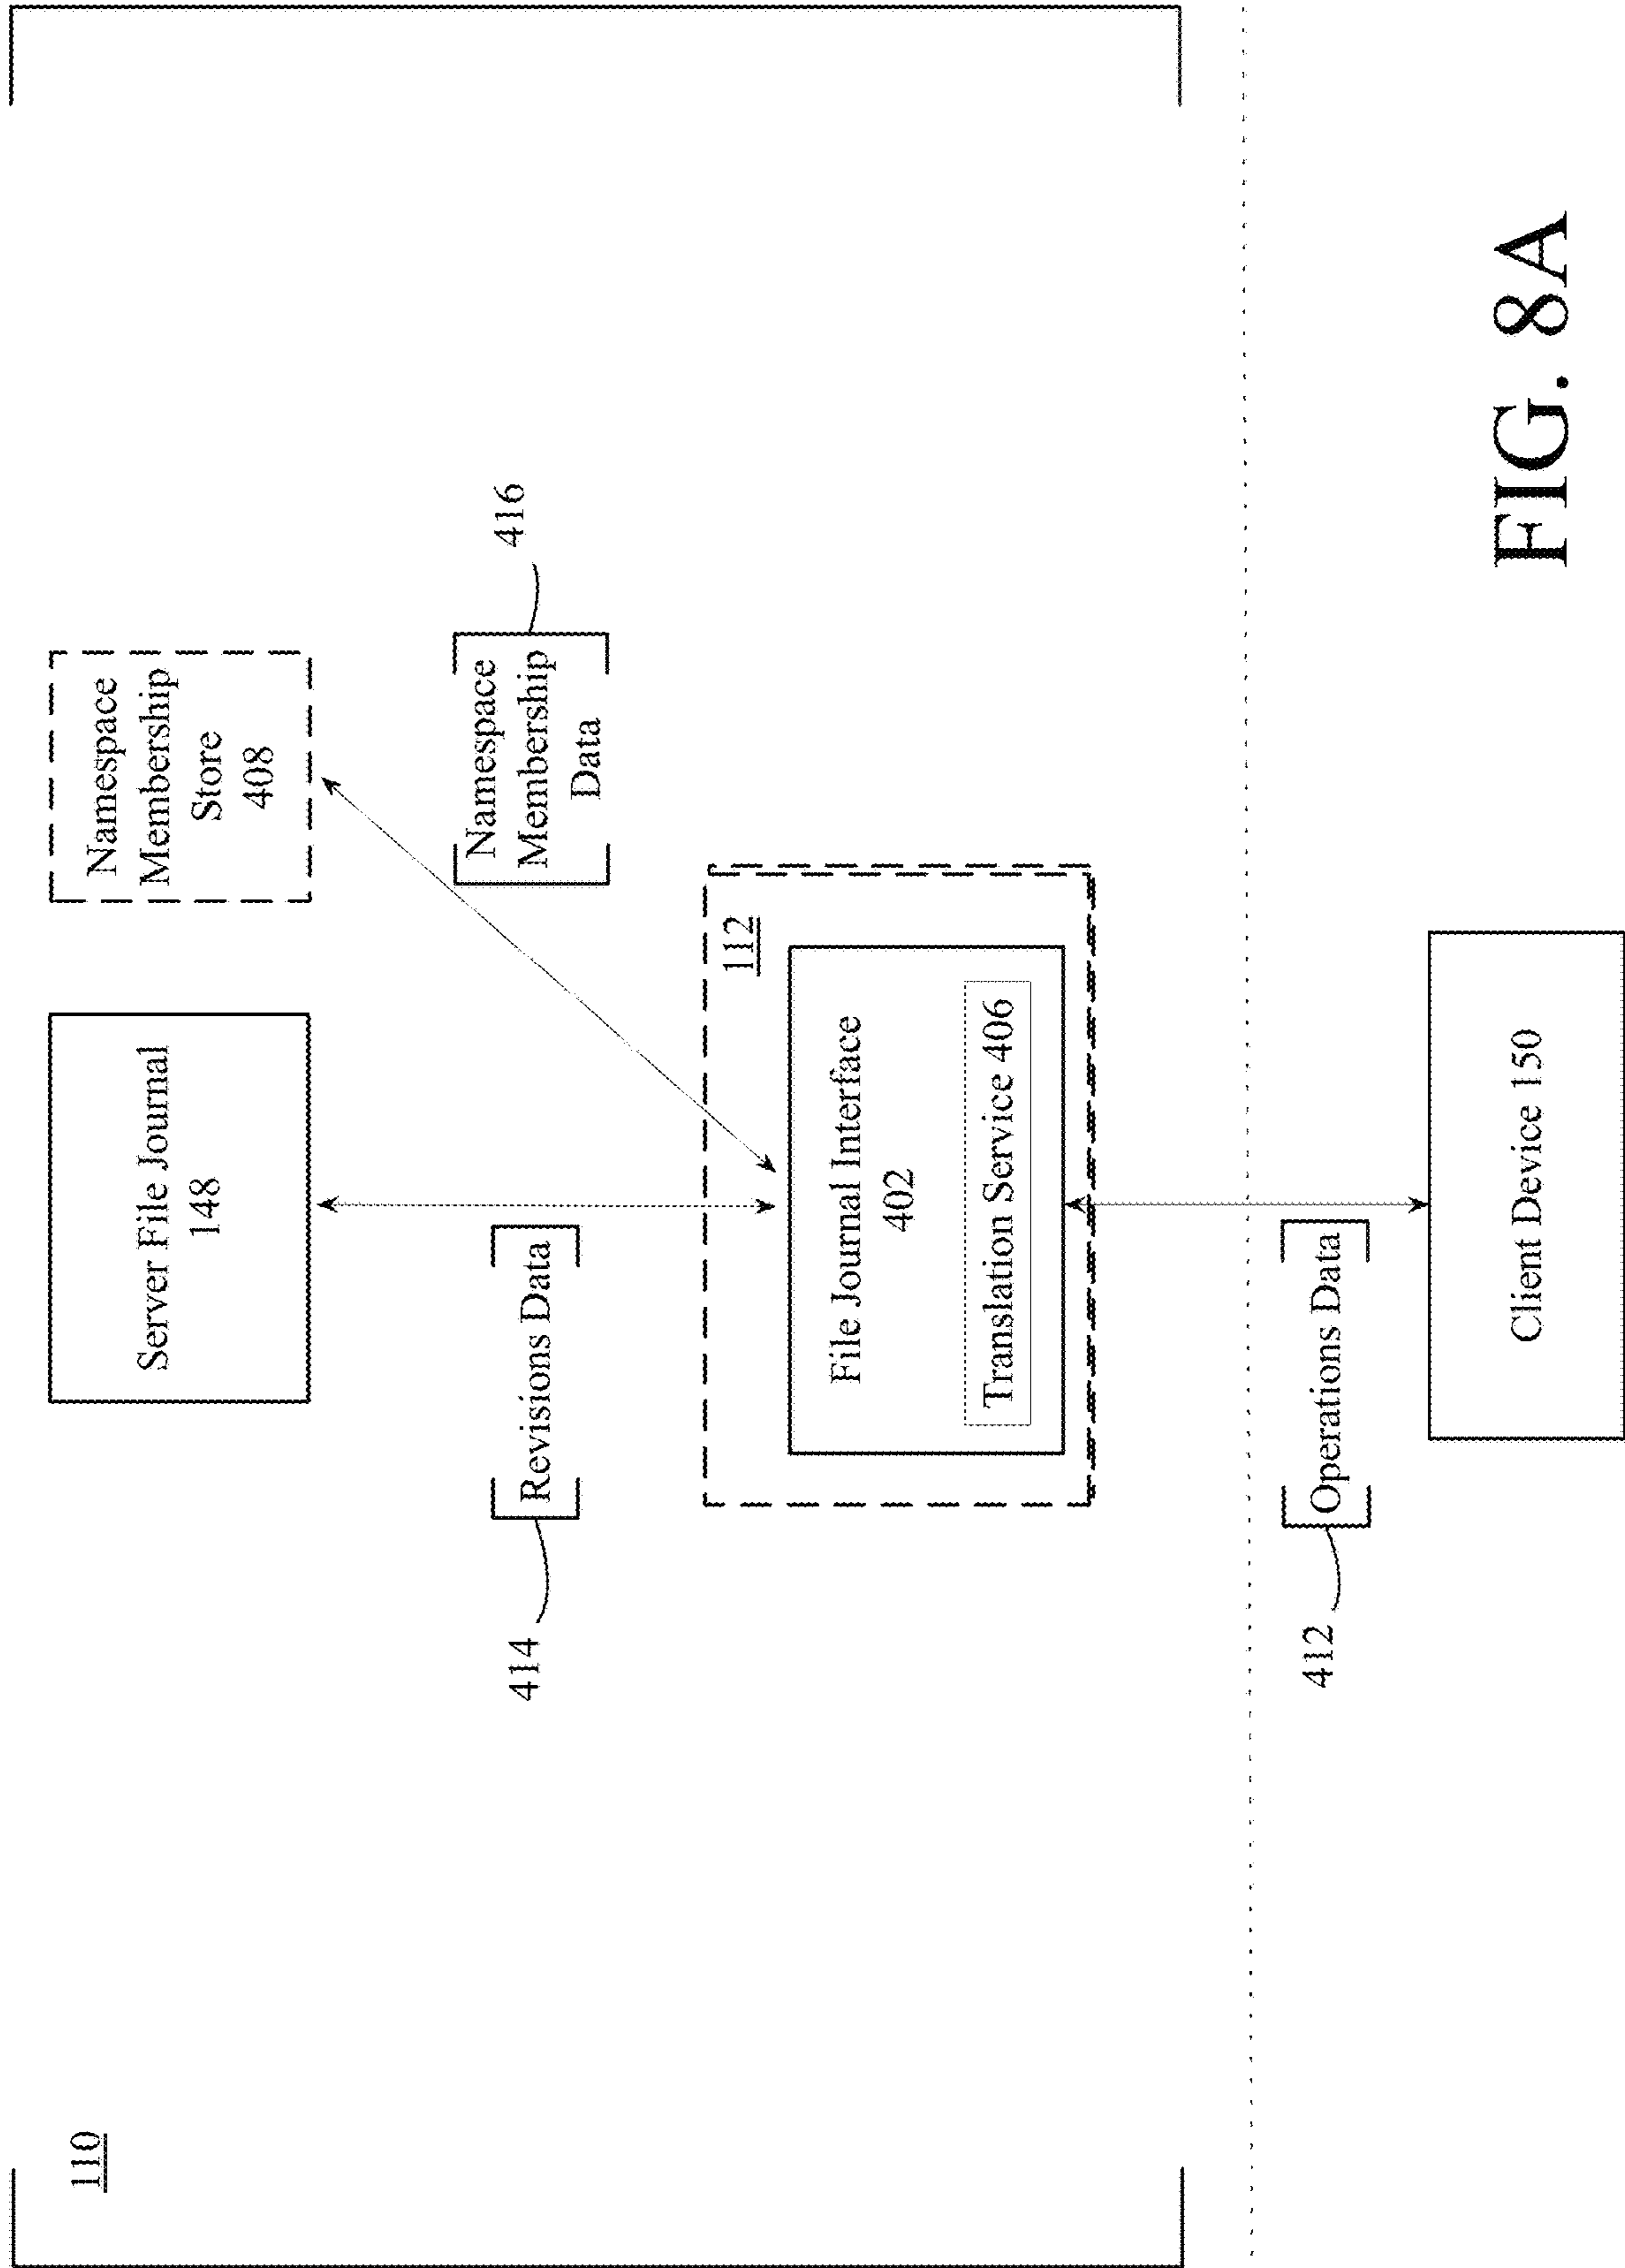 110
Server File Journal
148
Namespace
Membership
Store
408
414
Revisions Data
Namespace
Membership
Data
416
112
File Journal Interface
402
Translation Service 406
412
Operations Data
Client Device 150
FIG. 8A